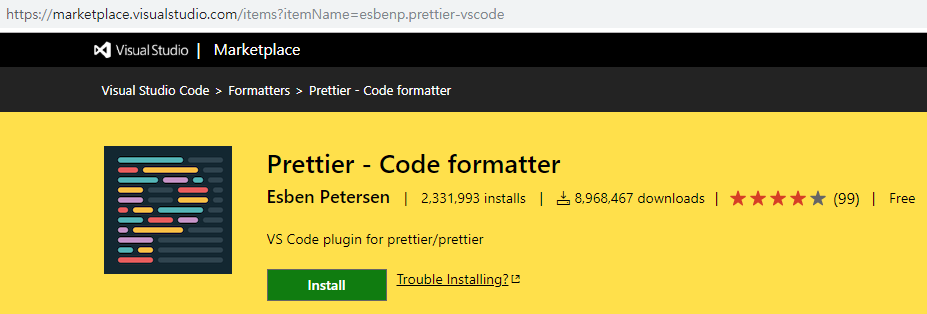 https://marketplace.visualstudio.com/items?itemName=esbenp.prettier-vscode
Visual Studio | Marketplace
Visual Studio Code > Formatters > Prettier - Code formatter
Prettier - Code formatter
Esben Petersen | 2,331,993 installs | 8,968,467 downloads | (99) | Free
VS Code plugin for prettier/prettier
Install Trouble Installing?